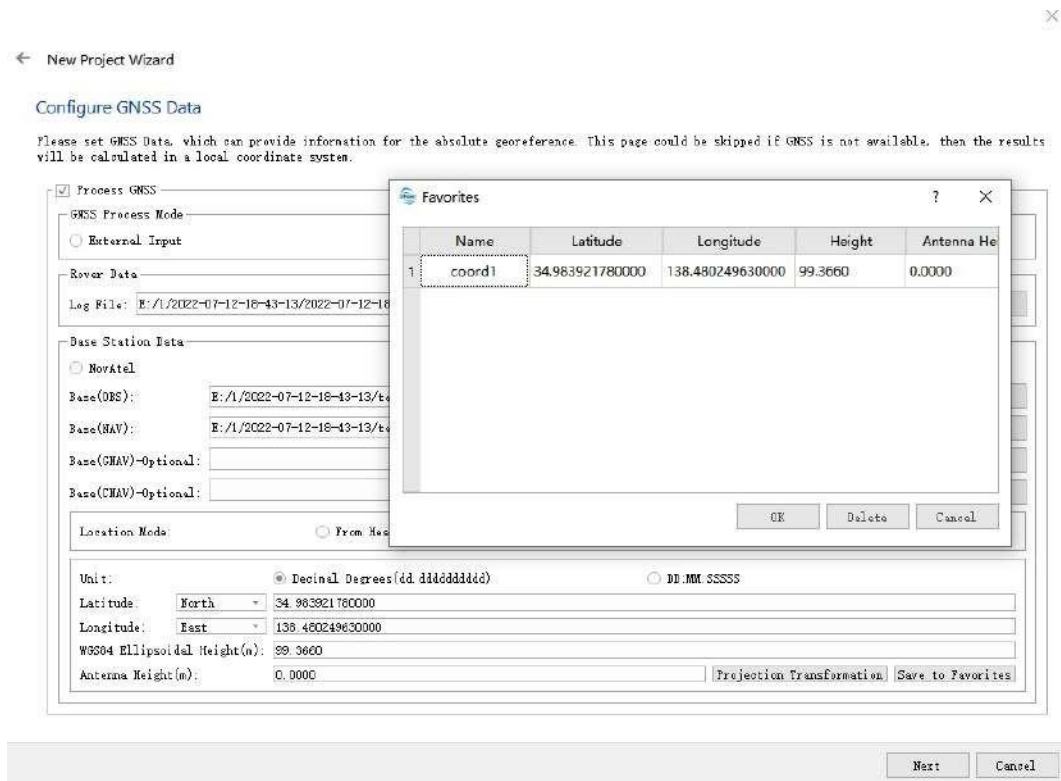 New Project Wizard
Configure GNSS Data
Please set GNSS Data, which can provide information for the absolute georeference. This page could be skipped if GNSS is not available, then the results
will be calculated in a local coordinate system.
Process GNSS
GNSS Process Mode
External Input
Rover Data
Log File: E:/1/2022-07-12-18-43-13/2022-07-12-18
Base Station Data
NovAtel
Base(OBS): E:/1/2022-07-12-18-43-13/
Base(NAV): E:/1/2022-07-12-18-43-13/
Base(GNAV)-Optional:
Base(CNAV)-Optional:
Location Mode: From Hea
Favorites ?
Name Latitude Longitude Height Antenna He
1 coord1 34.983921780000 138.480249630000 99.3660 0.0000
OK Delete Cancel
Unit: Decimal Degrees(dd.dddddddddd) DD:MM.SSSSS
Latitude: North 34.983921780000
Longitude: East 138.480249630000
WGS84 Ellipsoidal Height(m): 99.3660
Antenna Height(m): 0.0000 Projection Transformation Save to Favorites
Next Cancel